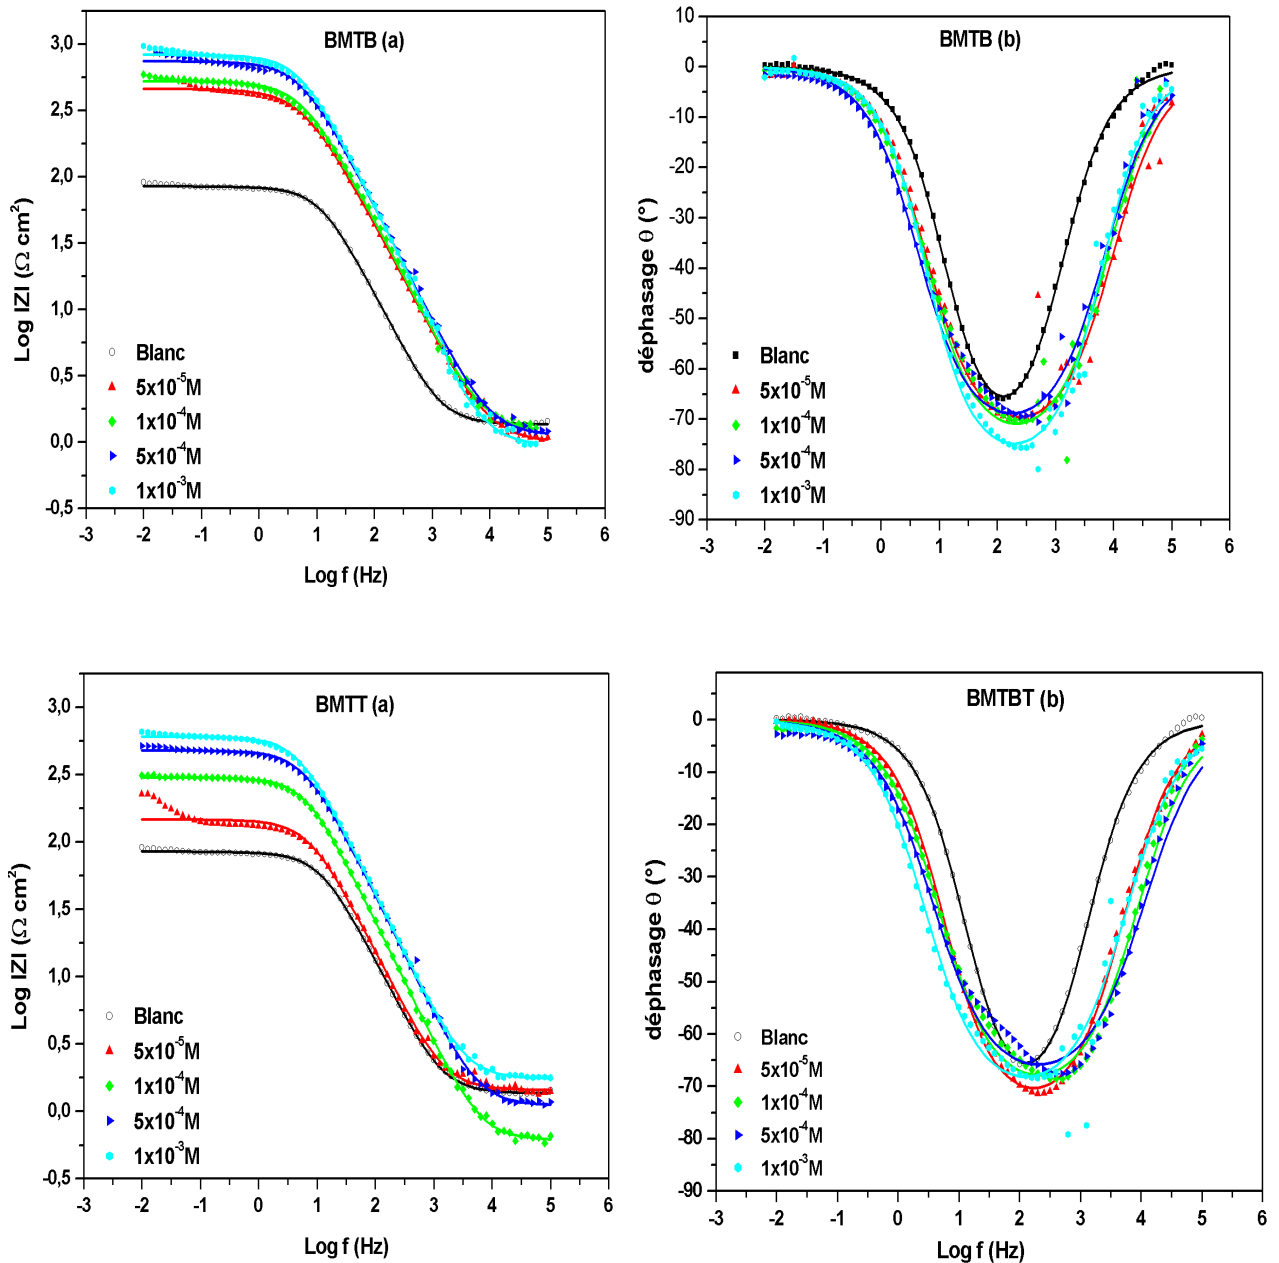 BMTB (a)
3,0
2,5
2,0
1,5
1,0
0,5
0,0
-0,5
Log IZI (Ω cm²)
Blanc
5x10⁻⁵M
1x10⁻⁴M
5x10⁻⁴M
1x10⁻³M
-3 -2 -1 0 1 2 3 4 5 6
Log f (Hz)
BMTB (b)
10
0
-10
-20
-30
-40
-50
-60
-70
-80
-90
déphasage θ (°)
Blanc
5x10⁻⁵M
1x10⁻⁴M
5x10⁻⁴M
1x10⁻³
-3 -2 -1 0 1 2 3 4 5 6
Log f (Hz)
BMTT (a)
3,0
2,5
2,0
1,5
1,0
0,5
0,0
-0,5
Log IZI (Ω cm²)
Blanc
5x10⁻⁵M
1x10⁻⁴M
5x10⁻⁴M
1x10⁻³M
-3 -2 -1 0 1 2 3 4 5 6
Log f (Hz)
BMTBT (b)
0
-10
-20
-30
-40
-50
-60
-70
-80
-90
déphasage θ (°)
Blanc
5x10⁻⁵M
1x10⁻⁴M
5x10⁻⁴M
1x10⁻³M
-3 -2 -1 0 1 2 3 4 5 6
Log f (Hz)